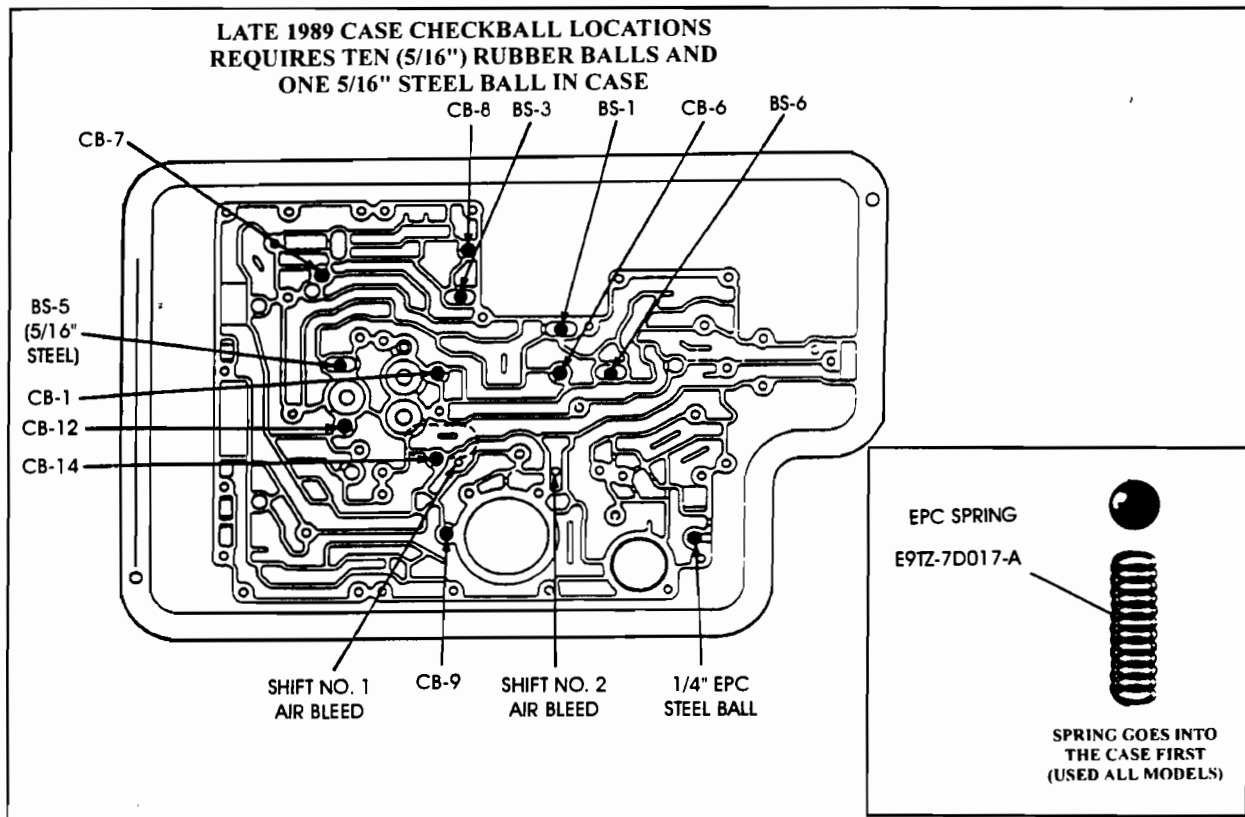 LATE 1989 CASE CHECKBALL LOCATIONS
REQUIRES TEN (5/16") RUBBER BALLS AND
ONE 5/16" STEEL BALL IN CASE
CB-8
BS-3
BS-1
CB-6
BS-6
CB-7
BS-5
(5/16"
STEEL)
CB-1
CB-12
CB-14
SHIFT NO. 1
AIR BLEED
CB-9
SHIFT NO. 2
AIR BLEED
1/4" EPC
STEEL BALL
EPC SPRING
E9TZ-7D017-A
SPRING GOES INTO
THE CASE FIRST
(USED ALL MODELS)